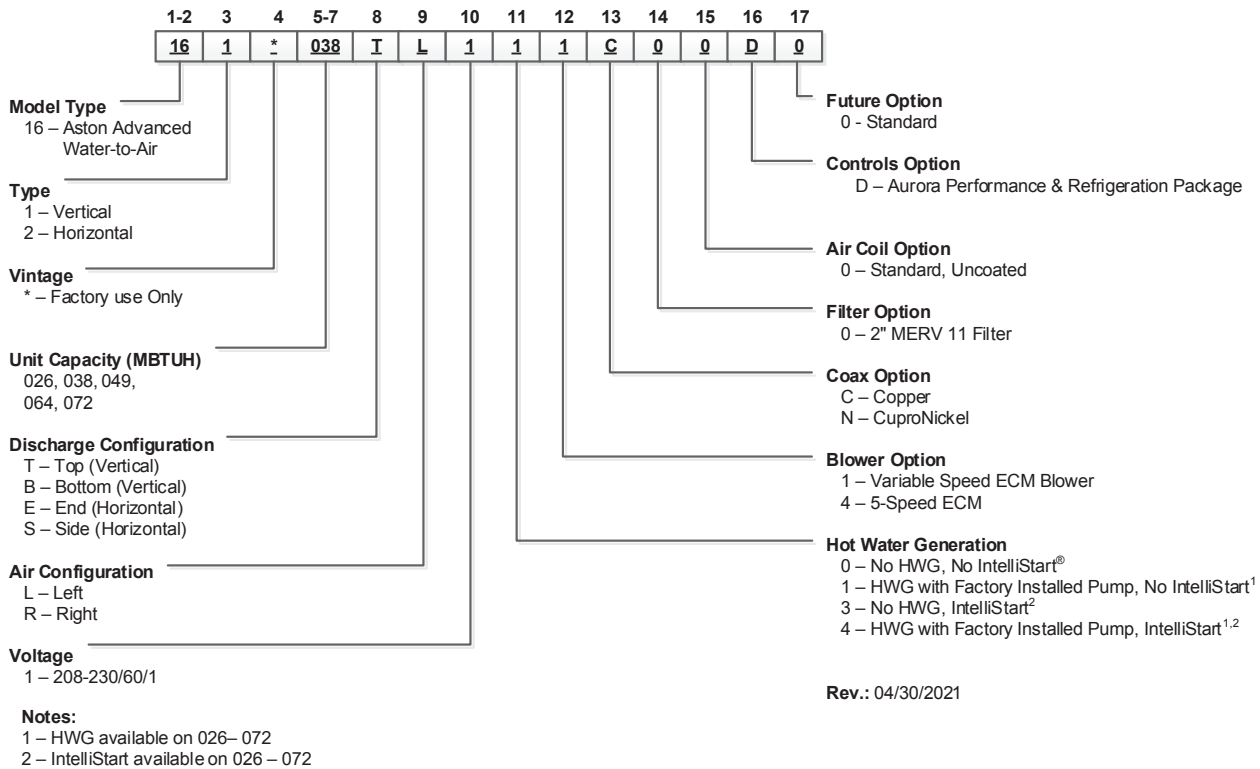 1-2 3 4 5-7 8 9 10 11 12 13 14 15 16 17
16 1 * 038 T L 1 1 1 C 0 0 D 0
Model Type
16 – Aston Advanced
Water-to-Air
Type
1 – Vertical
2 – Horizontal
Vintage
* – Factory use Only
Unit Capacity (MBTUH)
026, 038, 049,
064, 072
Discharge Configuration
T – Top (Vertical)
B – Bottom (Vertical)
E – End (Horizontal)
S – Side (Horizontal)
Air Configuration
L – Left
R – Right
Voltage
1 – 208-230/60/1
Notes:
1 – HWG available on 026– 072
2 – IntelliStart available on 026 – 072
Future Option
0 - Standard
Controls Option
D – Aurora Performance & Refrigeration Package
Air Coil Option
0 – Standard, Uncoated
Filter Option
0 – 2" MERV 11 Filter
Coax Option
C – Copper
N – CuproNickel
Blower Option
1 – Variable Speed ECM Blower
4 – 5-Speed ECM
Hot Water Generation
0 – No HWG, No IntelliStart®
1 – HWG with Factory Installed Pump, No IntelliStart¹
3 – No HWG, IntelliStart²
4 – HWG with Factory Installed Pump, IntelliStart¹,²
Rev.: 04/30/2021